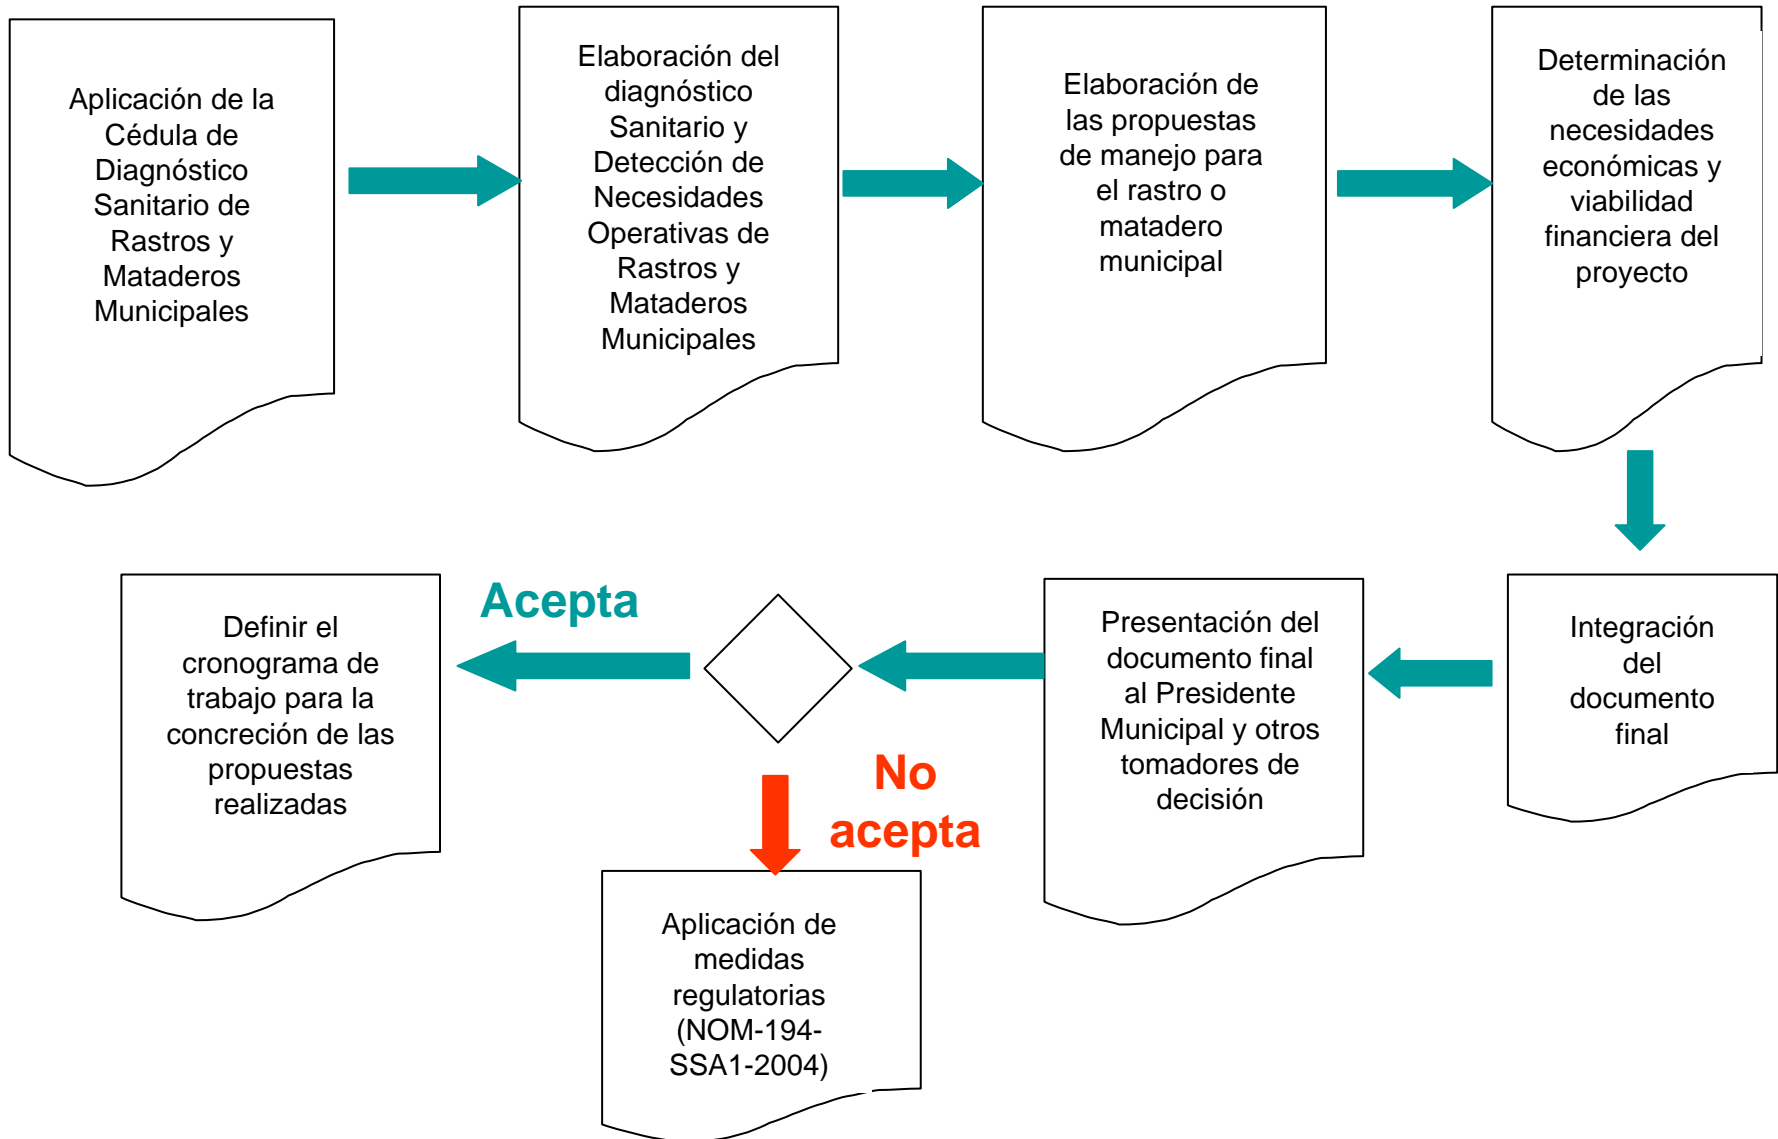 Aplicación de la
Cédula de
Diagnóstico
Sanitario de
Rastros y
Mataderos
Municipales
Elaboración del
diagnóstico
Sanitario y
Detección de
Necesidades
Operativas de
Rastros y
Mataderos
Municipales
Elaboración de
las propuestas
de manejo para
el rastro o
matadero
municipal
Determinación
de las
necesidades
económicas y
viabilidad
financiera del
proyecto
Integración
del
documento
final
Presentación del
documento final
al Presidente
Municipal y otros
tomadores de
decisión
Acepta
Definir el
cronograma de
trabajo para la
concreción de las
propuestas
realizadas
No
acepta
Aplicación de
medidas
regulatorias
(NOM-194-
SSA1-2004)